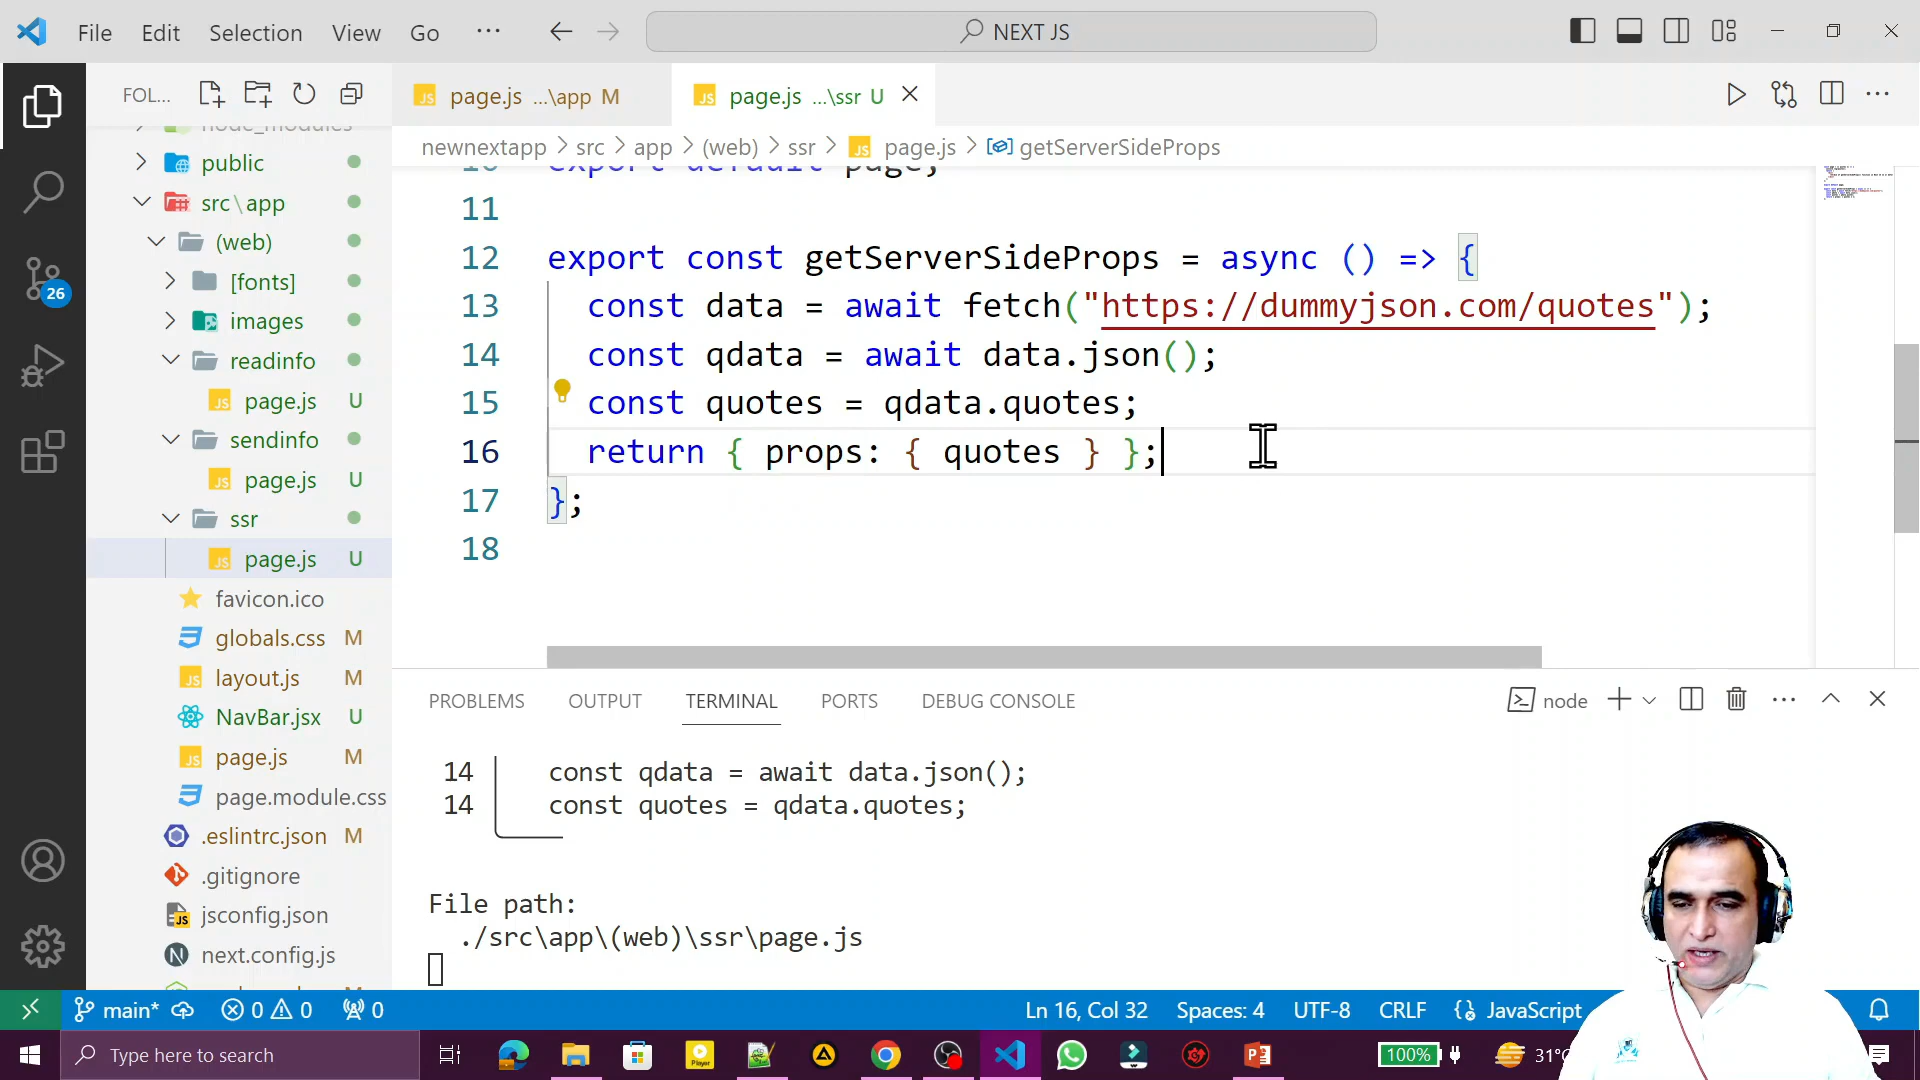 File Edit Selection View Go ···
NEXT JS
FOL...
page.js ...\app M
page.js ...\ssr U
newnextapp > src > app > (web) > ssr > page.js > getServerSideProps
node_modules
public
src\app
(web)
[fonts]
images
readinfo
page.js U
sendinfo
page.js U
ssr
page.js U
favicon.ico
globals.css M
layout.js M
NavBar.jsx U
page.js M
page.module.css
.eslintrc.json M
.gitignore
jsconfig.json
next.config.js
26
10 export default page;
11
12 export const getServerSideProps = async () => {
13 const data = await fetch("https://dummyjson.com/quotes");
14 const qdata = await data.json();
15 const quotes = qdata.quotes;
16 return { props: { quotes } };
17 };
18
PROBLEMS OUTPUT TERMINAL PORTS DEBUG CONSOLE
node
14 const qdata = await data.json();
14 const quotes = qdata.quotes;
File path:
./src\app\(web)\ssr\page.js
main* 0 0 0
Ln 16, Col 32 Spaces: 4 UTF-8 CRLF {} JavaScript
Type here to search
100%
31°C